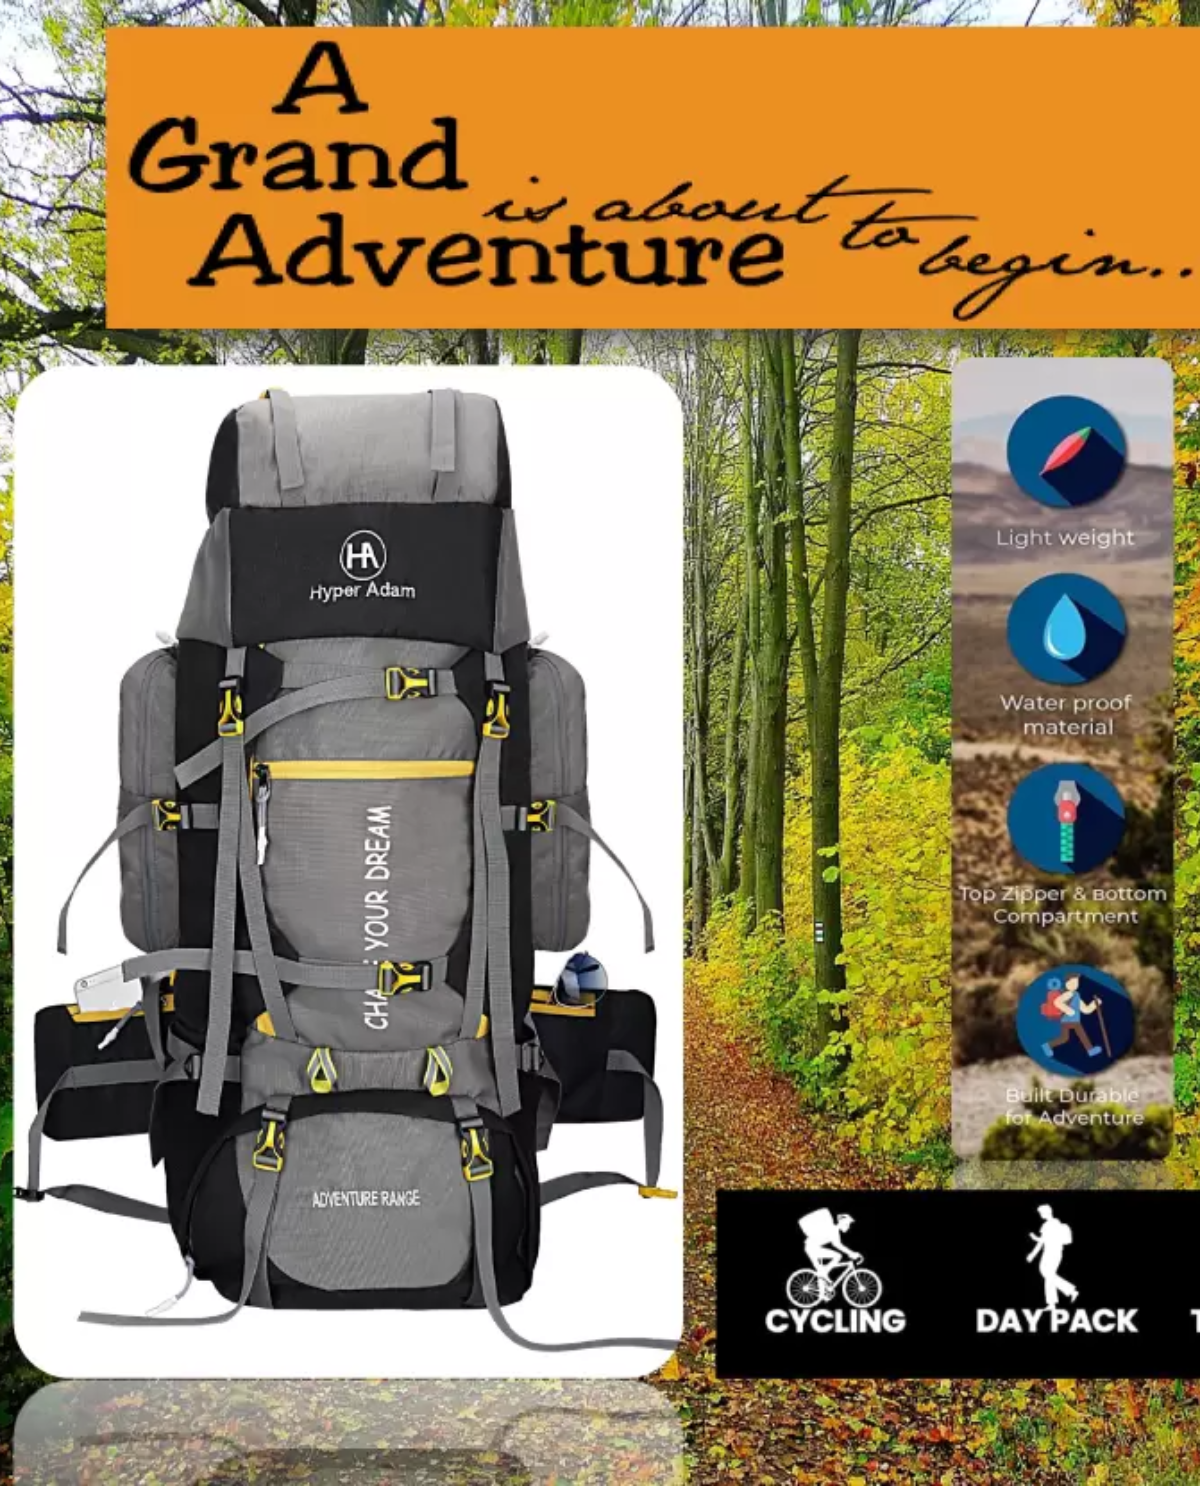 A
Grand
Adventure is about to begin..
HA
Hyper Adam
YOUR DREAM
ADVENTURE RANGE
Light weight
Water proof
material
Top Zipper & Bottom
Compartment
Built Durable
for Adventure
CYCLING
DAY PACK